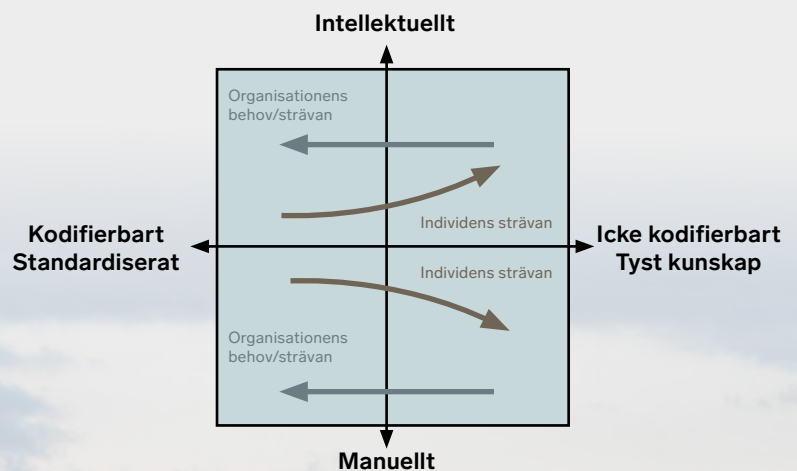 Intellektuellt
Organisationens
behov/strävan
Individens strävan
Kodifierbart
Standardiserat
Icke kodifierbart
Tyst kunskap
Individens strävan
Organisationens
behov/strävan
Manuellt